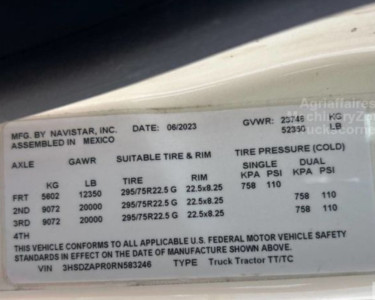 Agriaffaires
MachineryZone
Truckscorner
MFG. BY NAVISTAR, INC. DATE: 06/2023 GVWR: 23746 KG
ASSEMBLED IN MEXICO 52350 LB
AXLE GAWR SUITABLE TIRE & RIM TIRE PRESSURE (COLD)
SINGLE DUAL
KG LB TIRE RIM KPA PSI KPA PSI
FRT 5602 12350 295/75R22.5 G 22.5x8.25 758 110
2ND 9072 20000 295/75R22.5 G 22.5x8.25 758 110
3RD 9072 20000 295/75R22.5 G 22.5x8.25 758 110
4TH
THIS VEHICLE CONFORMS TO ALL APPLICABLE U.S. FEDERAL MOTOR VEHICLE SAFETY
STANDARDS IN EFFECT ON THE DATE OF MANUFACTURE SHOWN ABOVE.
VIN 3HSDZAPR0RN583246 TYPE Truck Tractor TT/TC